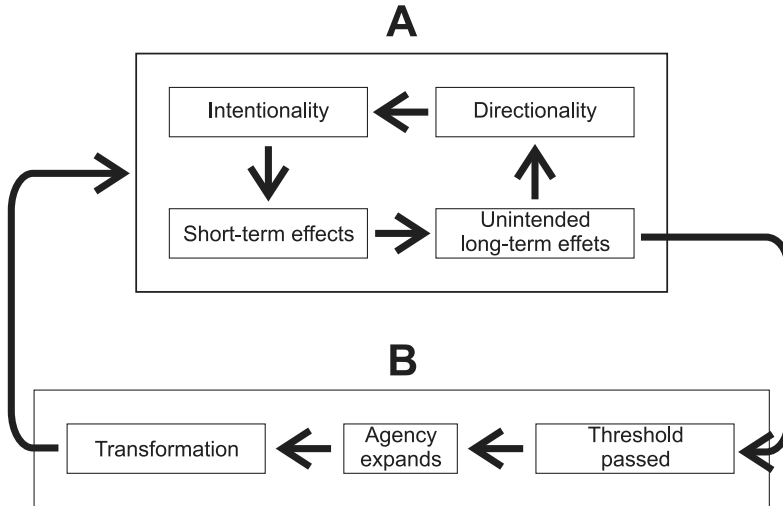 A
Intentionality
Directionality
Short-term effects
Unintended
long-term effets
B
Transformation
Agency
expands
Threshold
passed